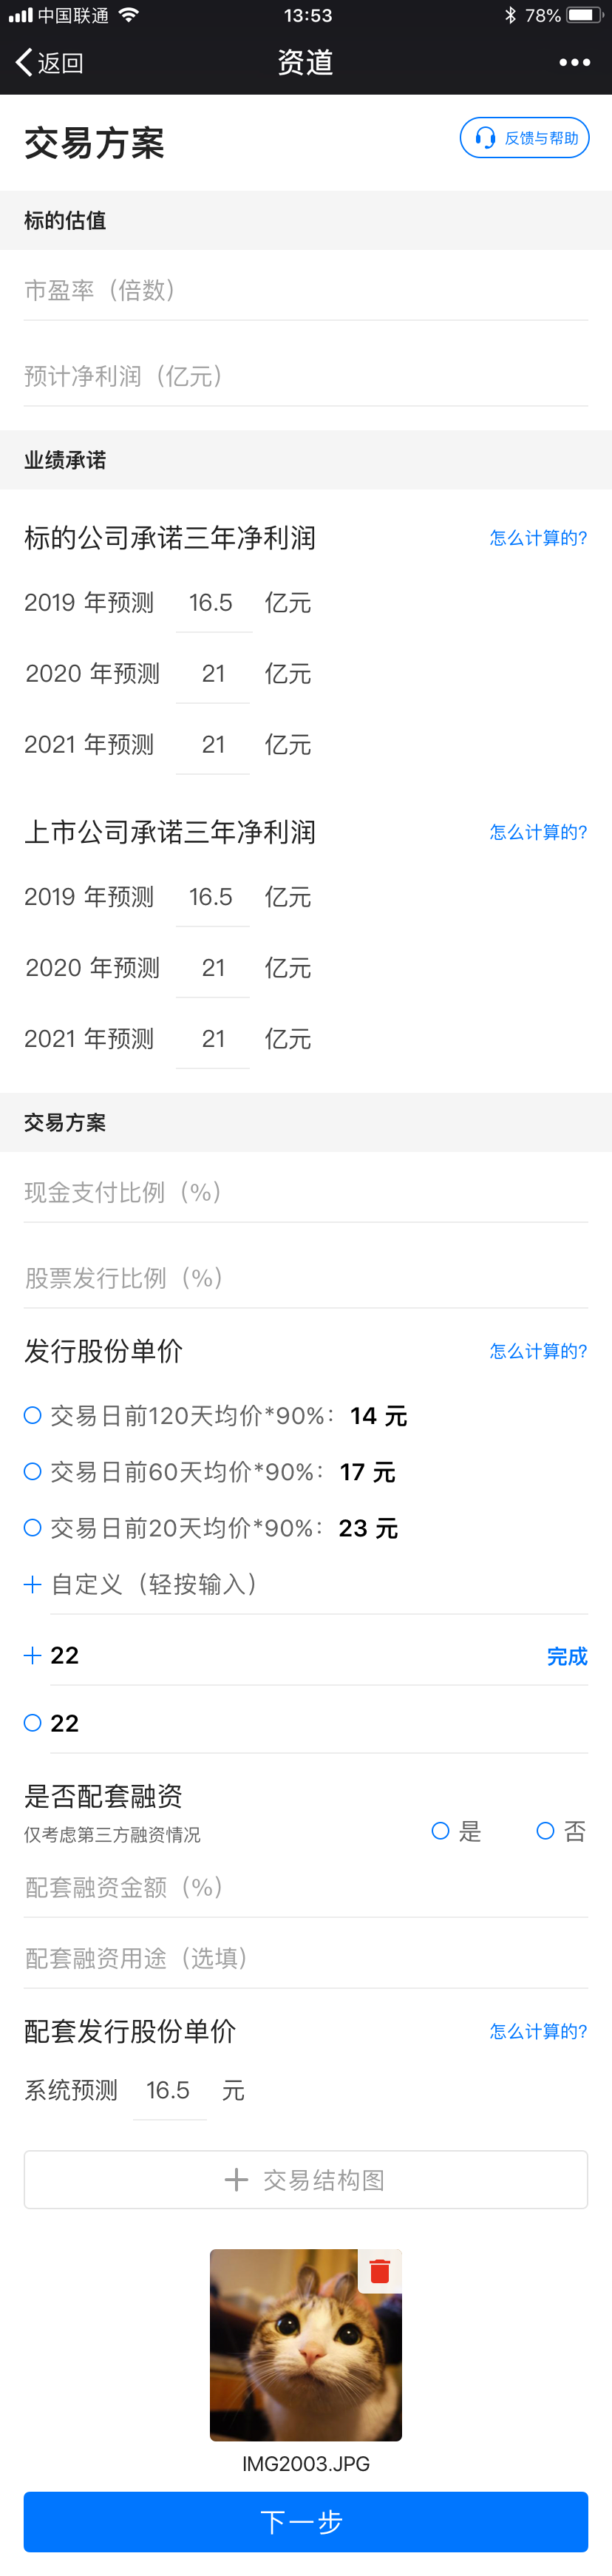 中国联通 13:53 78%
返回 资道
交易方案 反馈与帮助
标的估值
市盈率（倍数）
预计净利润（亿元）
业绩承诺
标的公司承诺三年净利润 怎么计算的?
2019 年预测 16.5 亿元
2020 年预测 21 亿元
2021 年预测 21 亿元
上市公司承诺三年净利润 怎么计算的?
2019 年预测 16.5 亿元
2020 年预测 21 亿元
2021 年预测 21 亿元
交易方案
现金支付比例（%）
股票发行比例（%）
发行股份单价 怎么计算的?
交易日前120天均价*90%： 14 元
交易日前60天均价*90%： 17 元
交易日前20天均价*90%： 23 元
自定义（轻按输入）
22 完成
22
是否配套融资
仅考虑第三方融资情况 是 否
配套融资金额（%）
配套融资用途（选填）
配套发行股份单价 怎么计算的?
系统预测 16.5 元
交易结构图
IMG2003.JPG
下一步